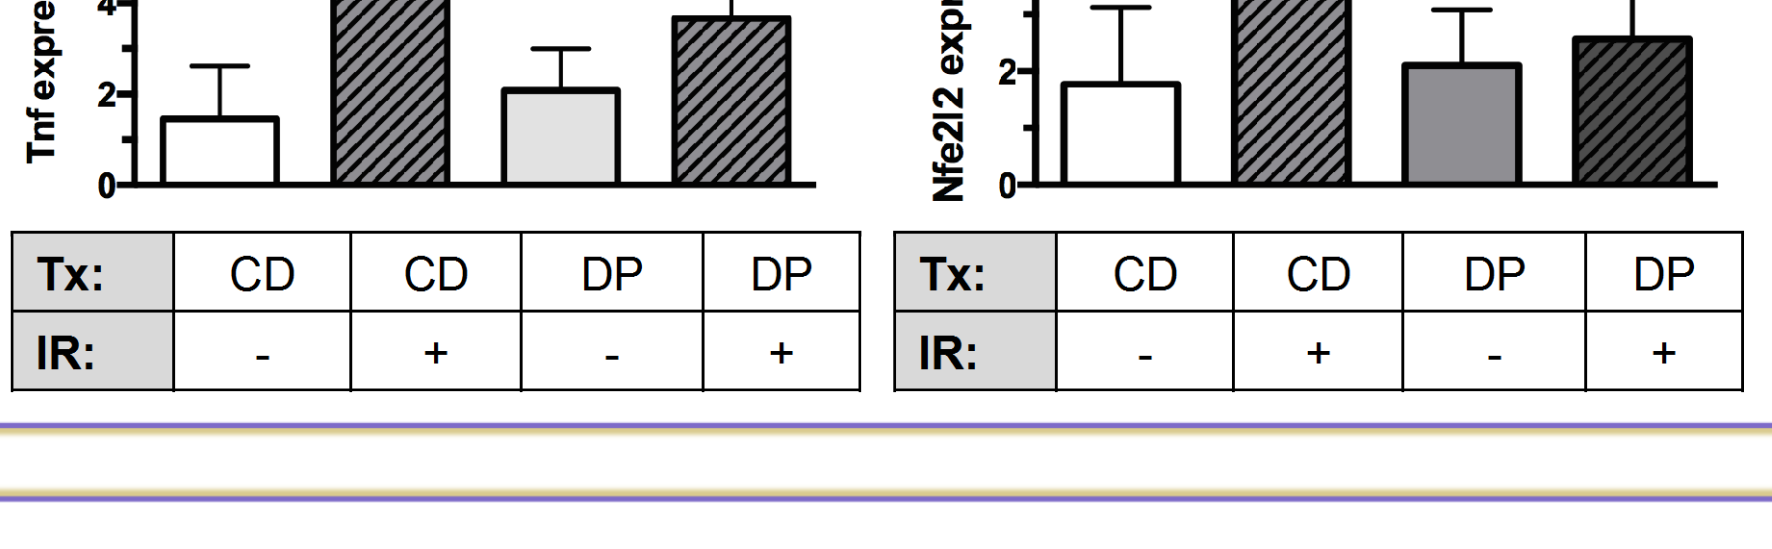 Tnf expre
4
2
0
Tx: CD CD DP DP
IR: - + - +
Nfe2l2 expr
2
0
Tx: CD CD DP DP
IR: - + - +